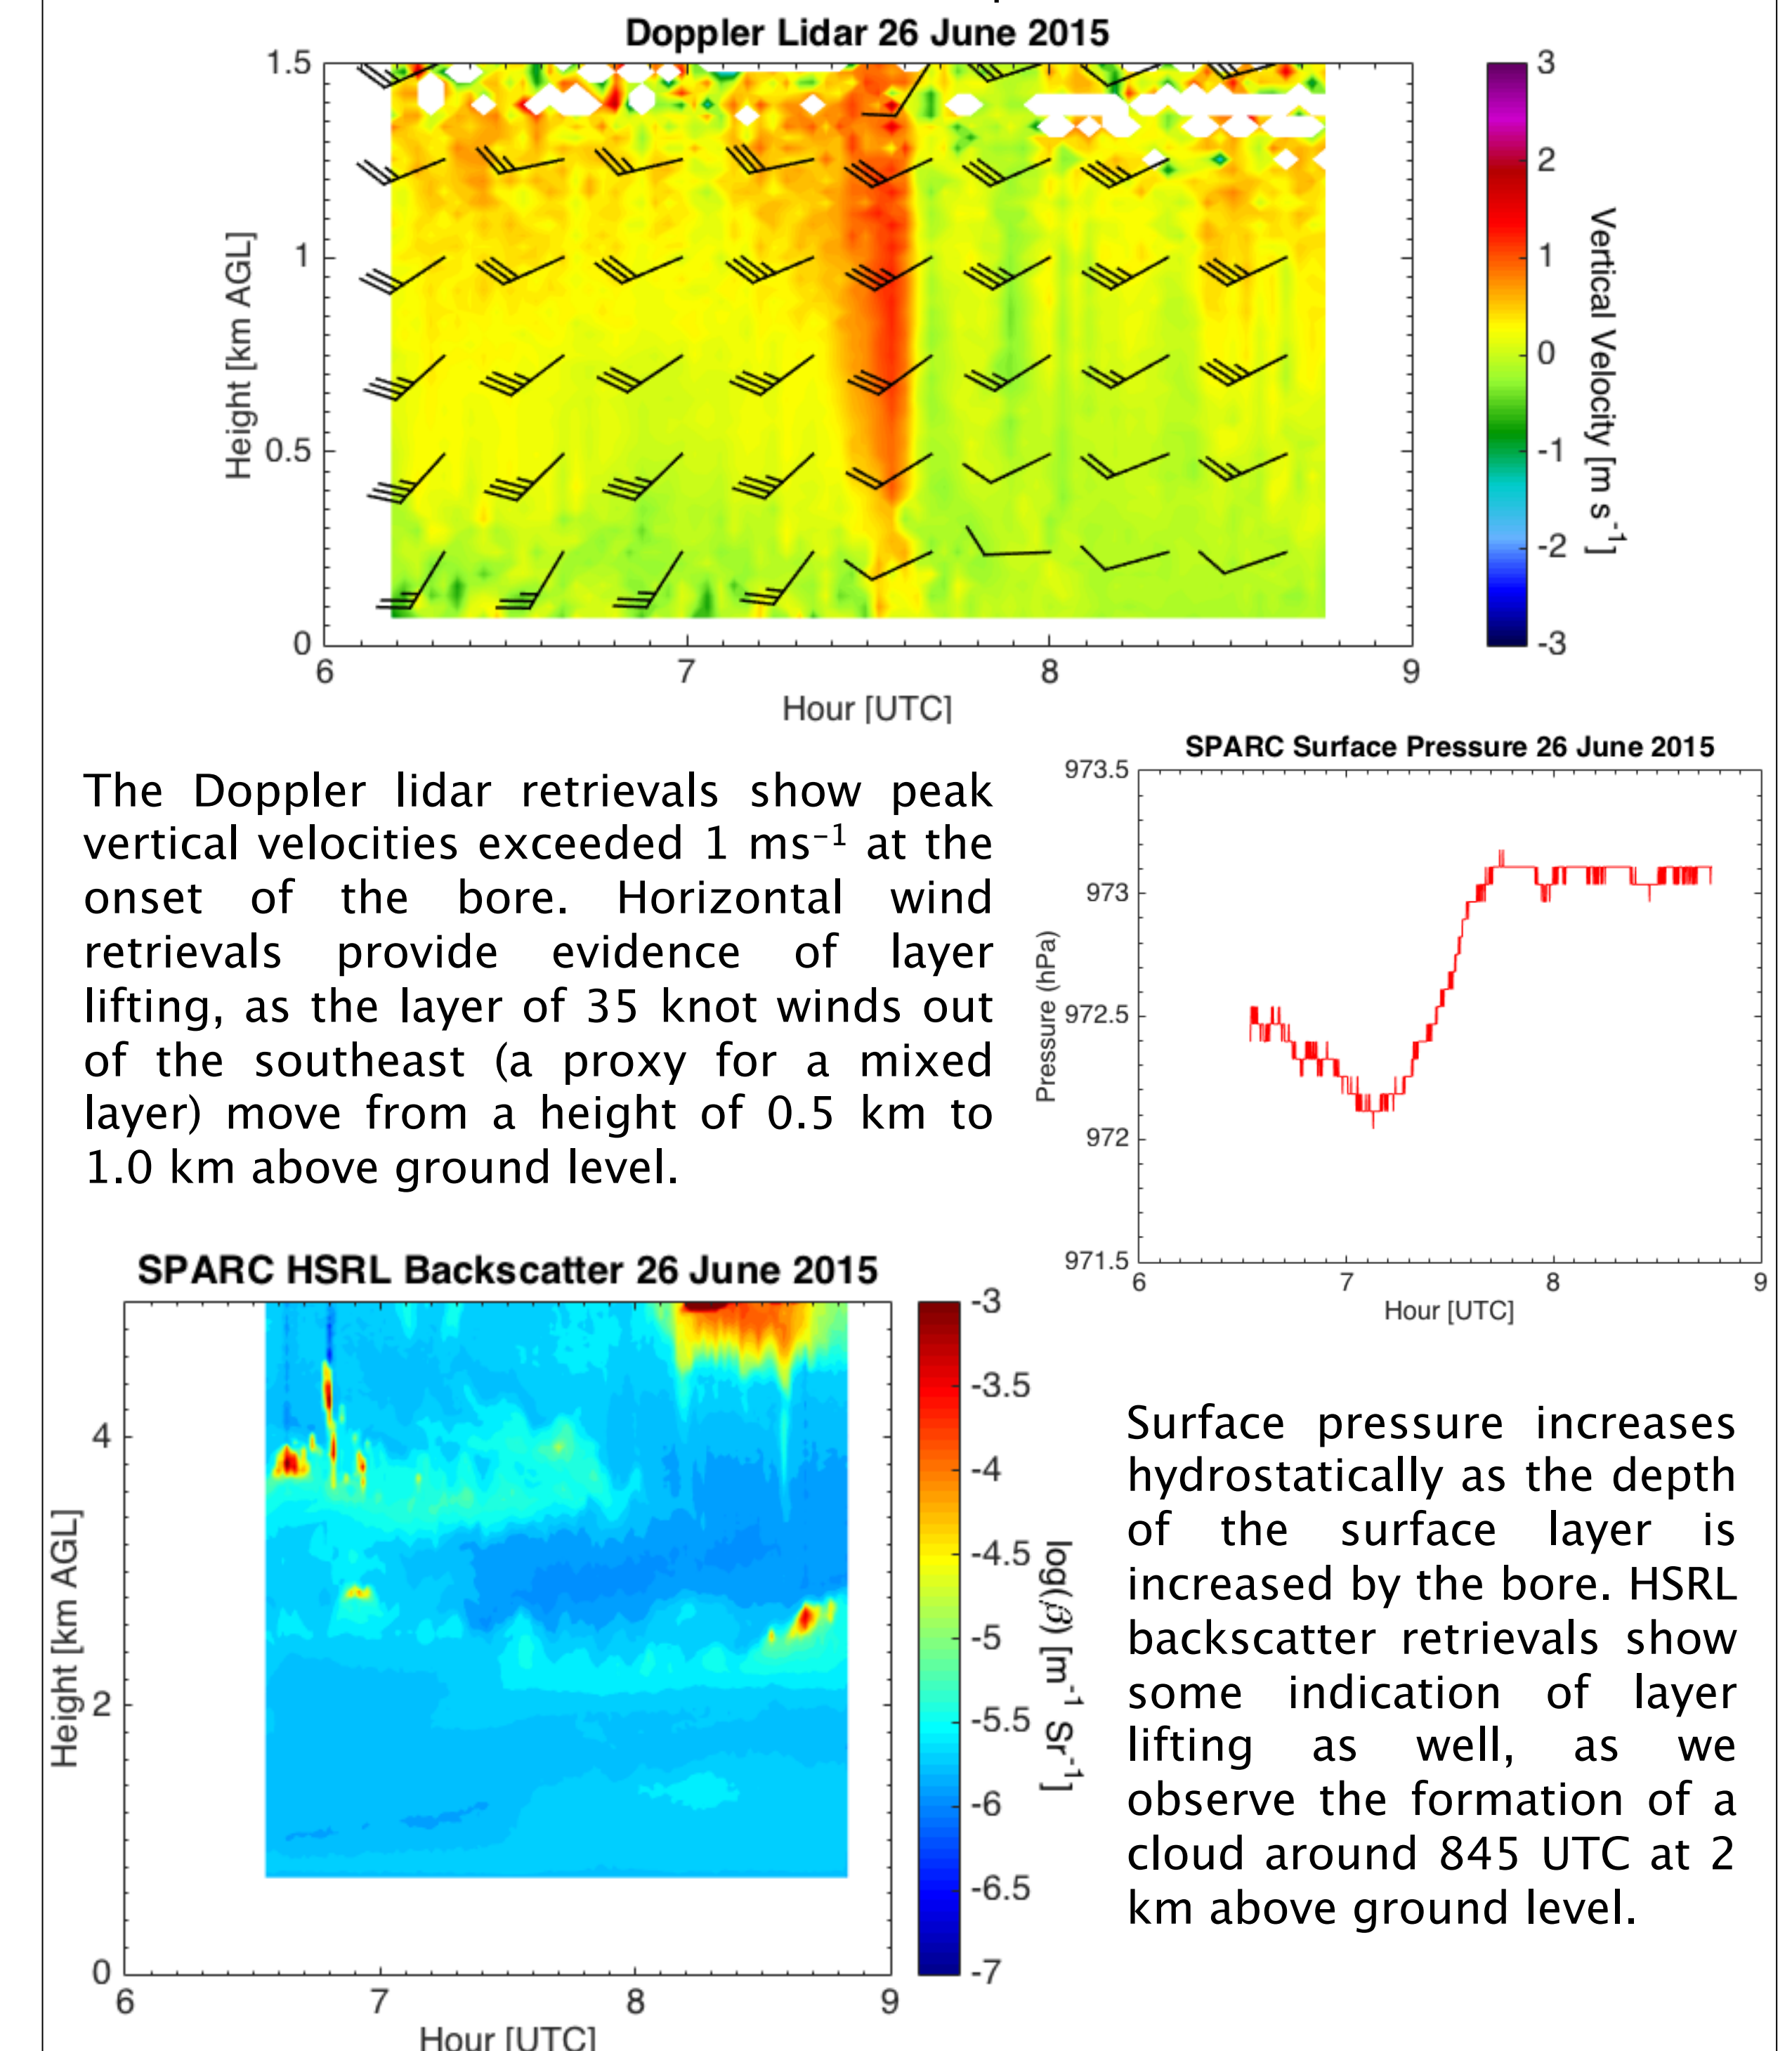 Doppler Lidar 26 June 2015
1.5
1
0.5
0
Height [km AGL]
6 7 8 9
Hour [UTC]
3
2
1
0
-1
-2
-3
Vertical Velocity [m s⁻¹]
The Doppler lidar retrievals show peak
vertical velocities exceeded 1 ms⁻¹ at the
onset of the bore. Horizontal wind
retrievals provide evidence of layer
lifting, as the layer of 35 knot winds out
of the southeast (a proxy for a mixed
layer) move from a height of 0.5 km to
1.0 km above ground level.
SPARC Surface Pressure 26 June 2015
973.5
973
972.5
972
971.5
Pressure (hPa)
6 7 8 9
Hour [UTC]
SPARC HSRL Backscatter 26 June 2015
4
2
0
Height [km AGL]
6 7 8 9
Hour [UTC]
-3
-3.5
-4
-4.5
-5
-5.5
-6
-6.5
-7
log(β) [m⁻¹ Sr⁻¹]
Surface pressure increases
hydrostatically as the depth
of the surface layer is
increased by the bore. HSRL
backscatter retrievals show
some indication of layer
lifting as well, as we
observe the formation of a
cloud around 845 UTC at 2
km above ground level.